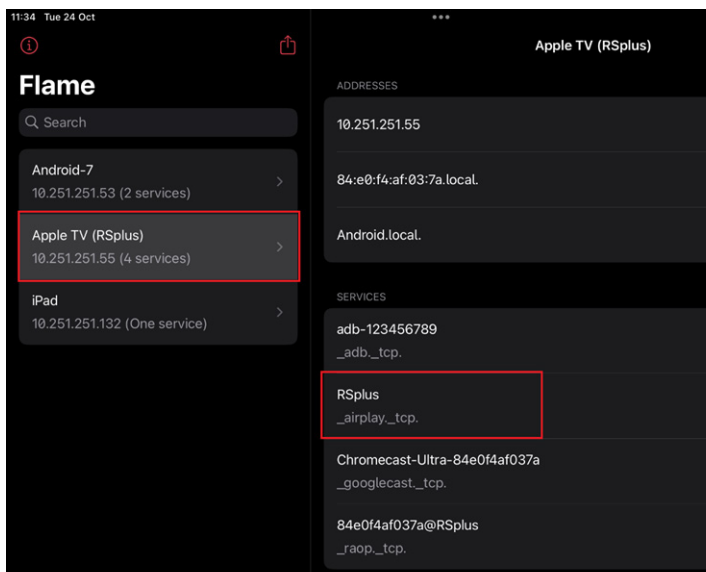 11:34 Tue 24 Oct
Flame
Search
Android-7
10.251.251.53 (2 services)
Apple TV (RSplus)
10.251.251.55 (4 services)
iPad
10.251.251.132 (One service)
Apple TV (RSplus)
ADDRESSES
10.251.251.55
84:e0:f4:af:03:7a.local.
Android.local.
SERVICES
adb-123456789
_adb._tcp.
RSplus
_airplay._tcp.
Chromecast-Ultra-84e0f4af037a
_googlecast._tcp.
84e0f4af037a@RSplus
_raop._tcp.